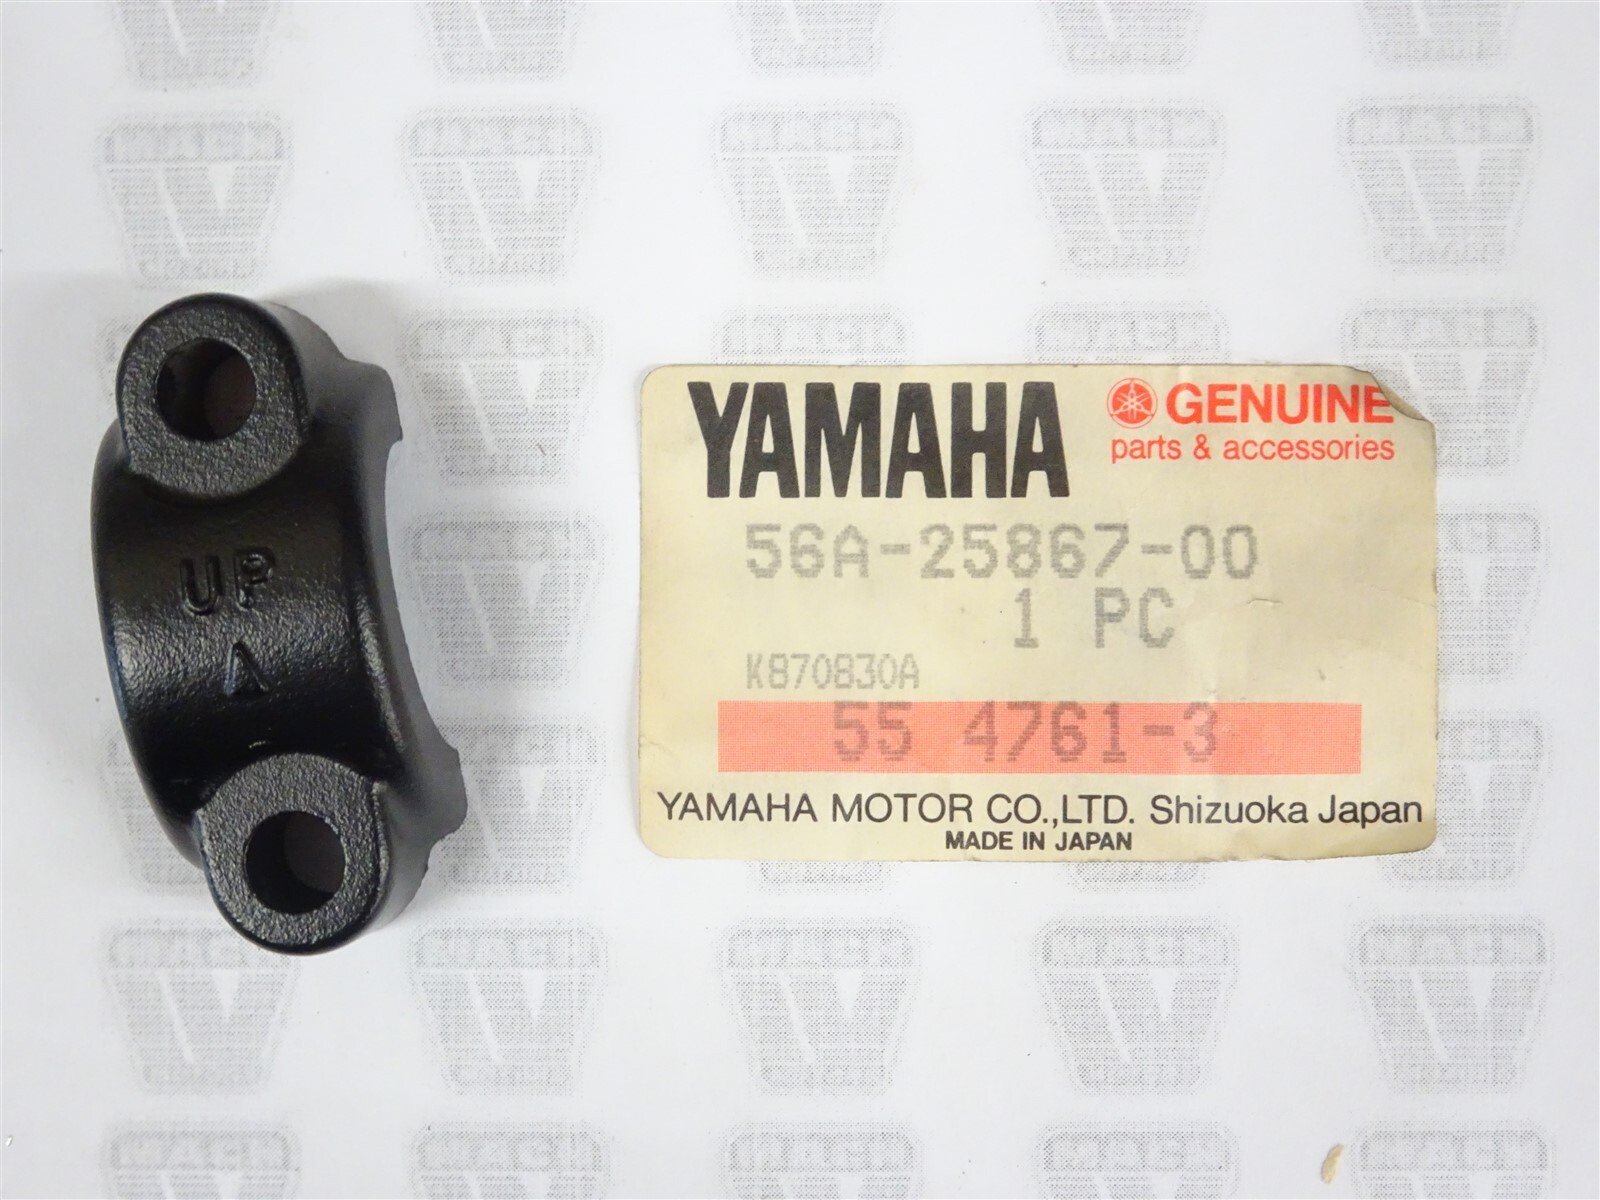 UP
A
YAMAHA
GENUINE
parts & accessories
56A-25867-00
1 PC
K870830A
55 4761-3
YAMAHA MOTOR CO.,LTD. Shizuoka Japan
MADE IN JAPAN